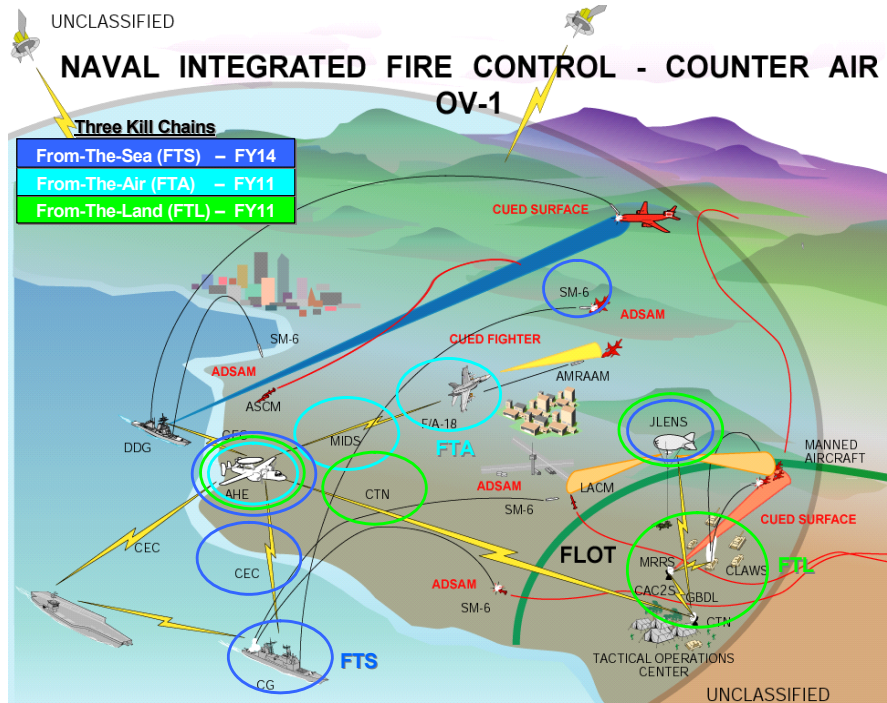 UNCLASSIFIED
NAVAL INTEGRATED FIRE CONTROL - COUNTER AIR
OV-1
Three Kill Chains
From-The-Sea (FTS) – FY14
From-The-Air (FTA) – FY11
From-The-Land (FTL) – FY11
CUED SURFACE
SM-6
ADSAM
SM-6
CUED FIGHTER
ADSAM
AMRAAM
ASCM
F/A-18
JLENS
CEC
MIDS
FTA
DDG
MANNED
AIRCRAFT
ADSAM
LACM
AHE
CTN
SM-6
CUED SURFACE
CEC
FLOT
MRRS
CLAWS
FTL
CEC
ADSAM
CAC2S
GBDL
SM-6
CTN
FTS
TACTICAL OPERATIONS
CENTER
CG
UNCLASSIFIED